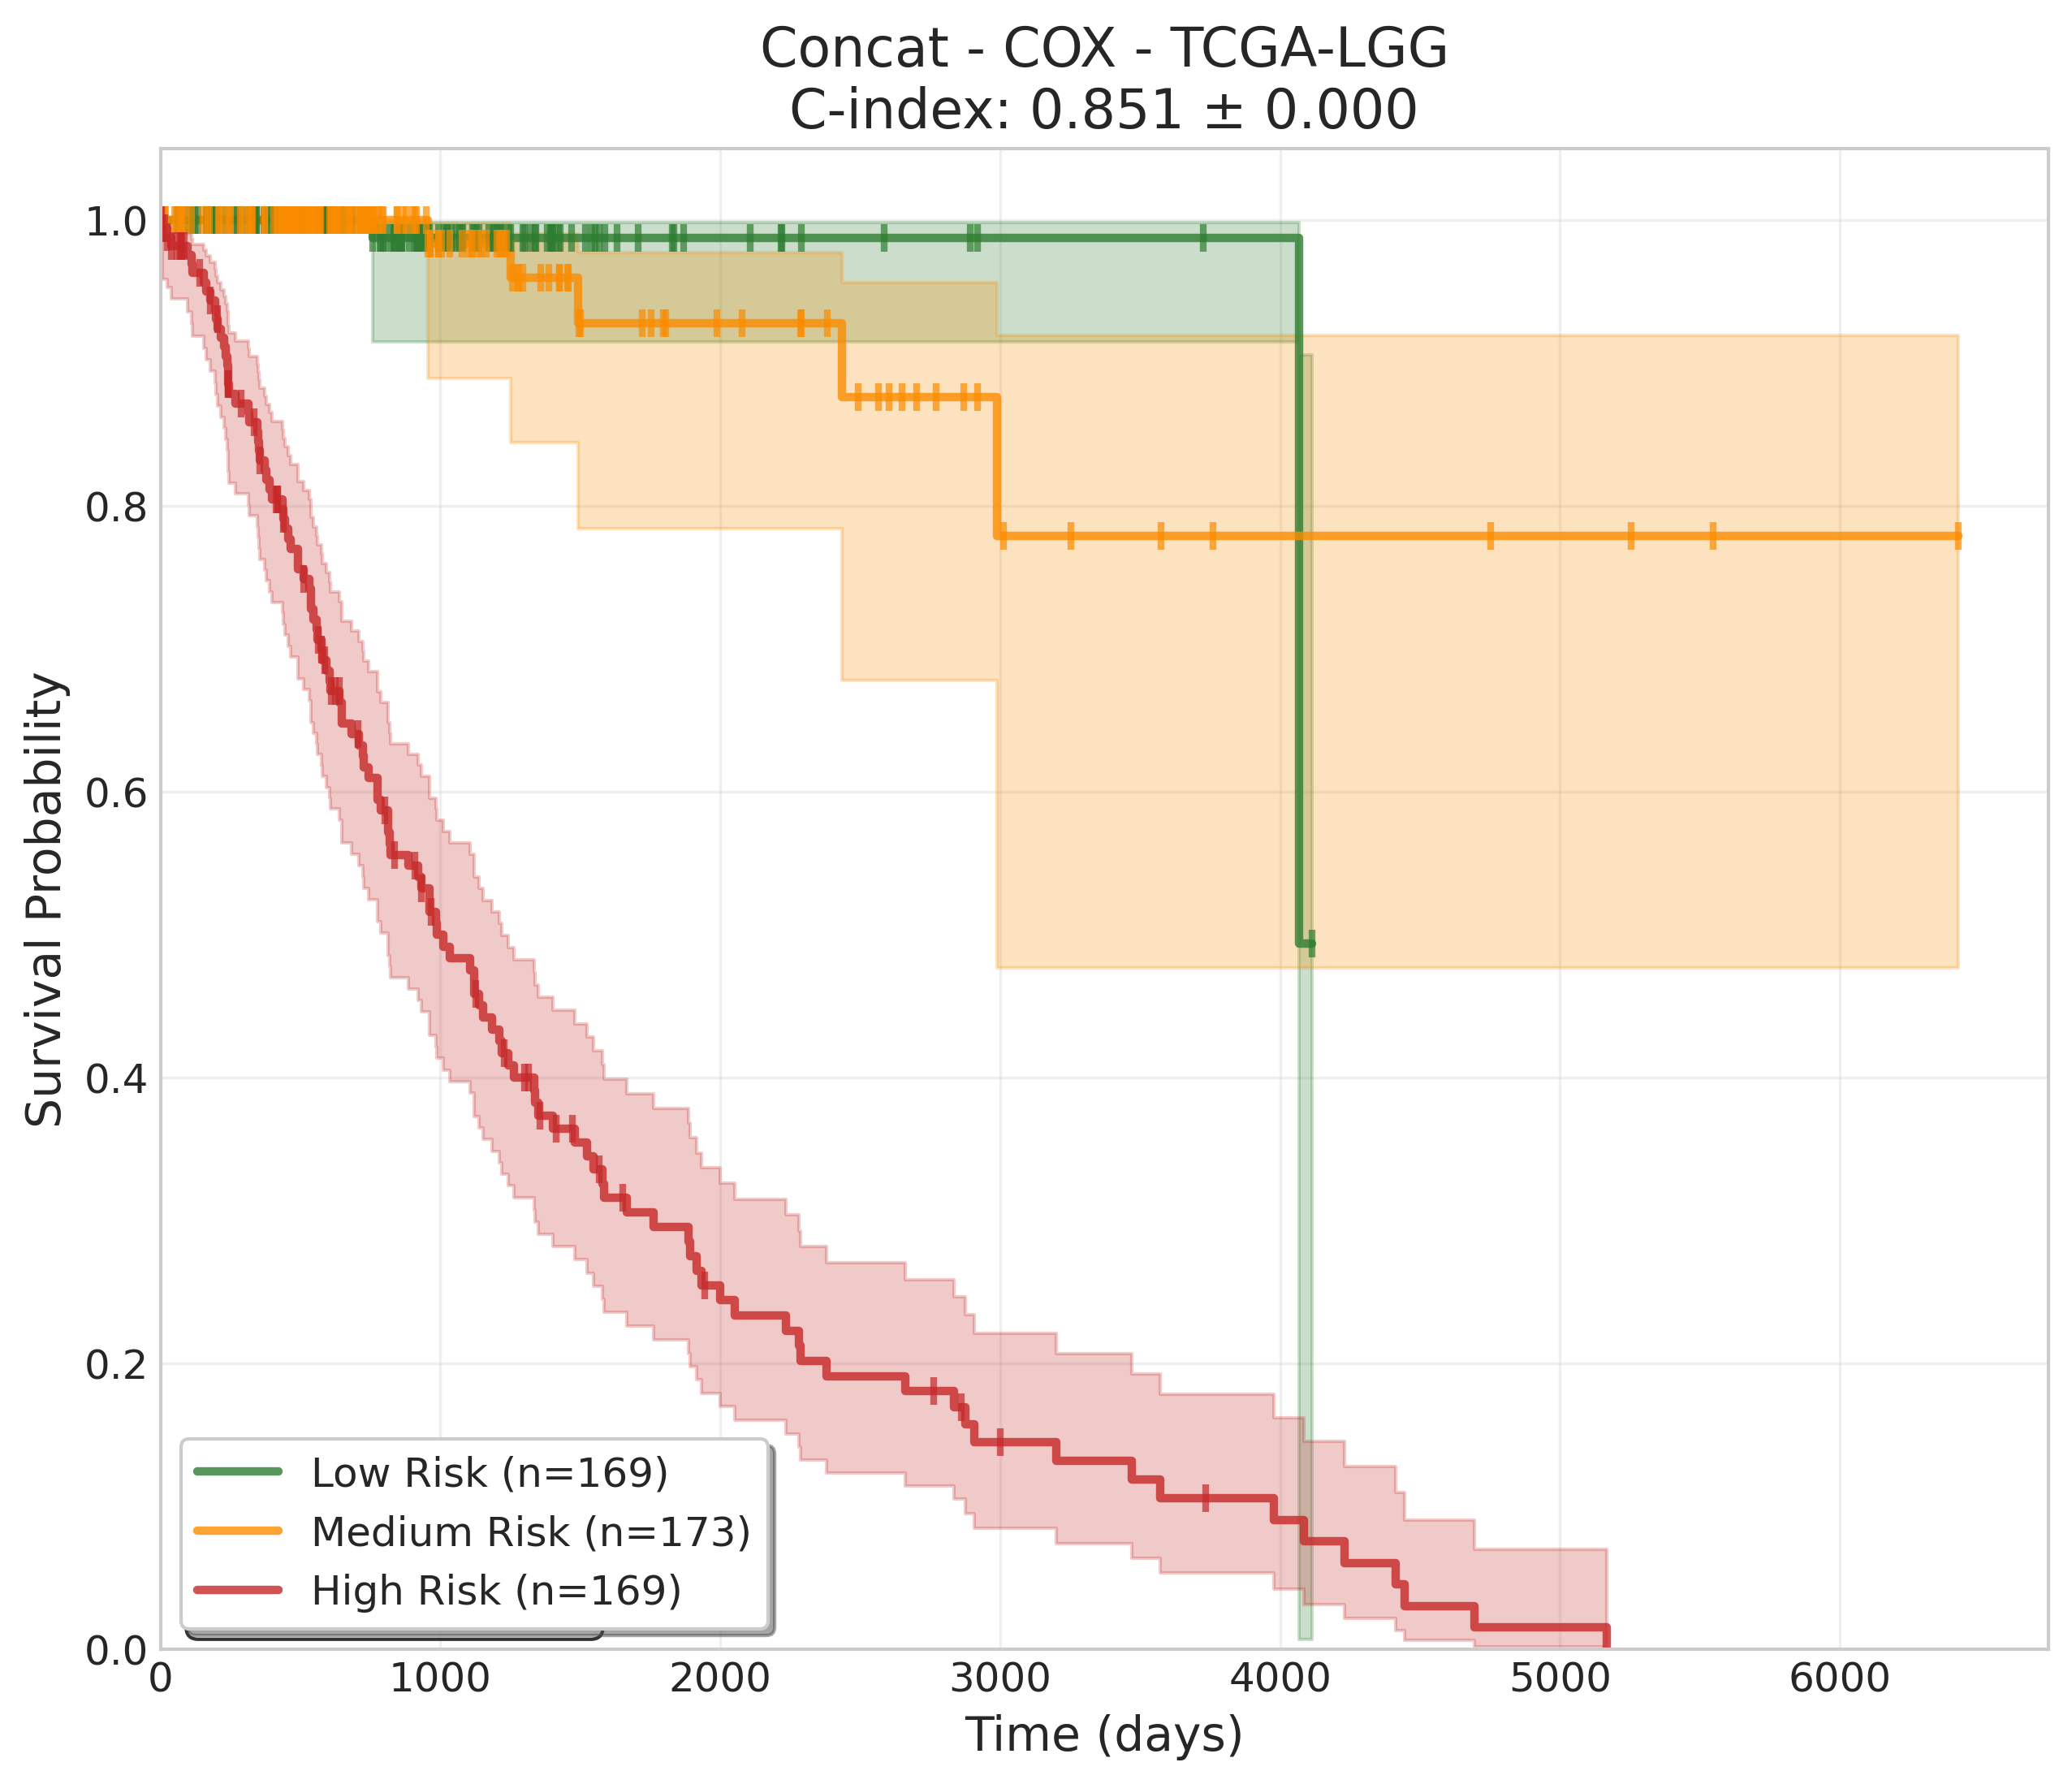 Concat - COX - TCGA-LGG
C-index: 0.851 ± 0.000
Survival Probability
1.0
0.8
0.6
0.4
0.2
0.0
Low Risk (n=169)
Medium Risk (n=173)
High Risk (n=169)
0 1000 2000 3000 4000 5000 6000
Time (days)